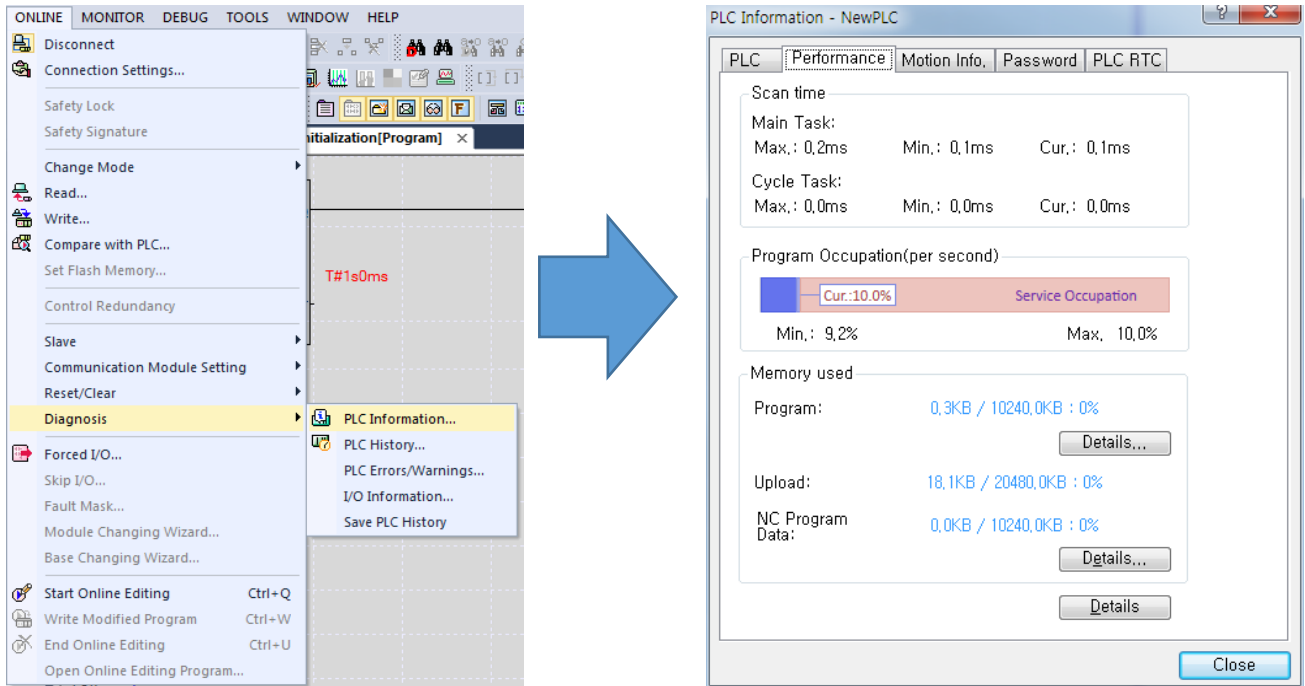 ONLINE MONITOR DEBUG TOOLS WINDOW HELP
Disconnect
Connection Settings...
Safety Lock
Safety Signature
Change Mode
Read...
Write...
Compare with PLC...
Set Flash Memory...
Control Redundancy
Slave
Communication Module Setting
Reset/Clear
Diagnosis
Forced I/O...
Skip I/O...
Fault Mask...
Module Changing Wizard...
Base Changing Wizard...
Start Online Editing Ctrl+Q
Write Modified Program Ctrl+W
End Online Editing Ctrl+U
Open Online Editing Program...
itialization[Program] ×
T#1s0ms
PLC Information...
PLC History...
PLC Errors/Warnings...
I/O Information...
Save PLC History
PLC Information - NewPLC
PLC Performance Motion Info. Password PLC RTC
Scan time
Main Task:
Max.: 0.2ms Min.: 0.1ms Cur.: 0.1ms
Cycle Task:
Max.: 0.0ms Min.: 0.0ms Cur.: 0.0ms
Program Occupation(per second)
Cur.:10.0% Service Occupation
Min.: 9.2% Max. 10.0%
Memory used
Program: 0.3KB / 10240.0KB : 0%
Details...
Upload: 18.1KB / 20480.0KB : 0%
NC Program
Data: 0.0KB / 10240.0KB : 0%
Details...
Details
Close